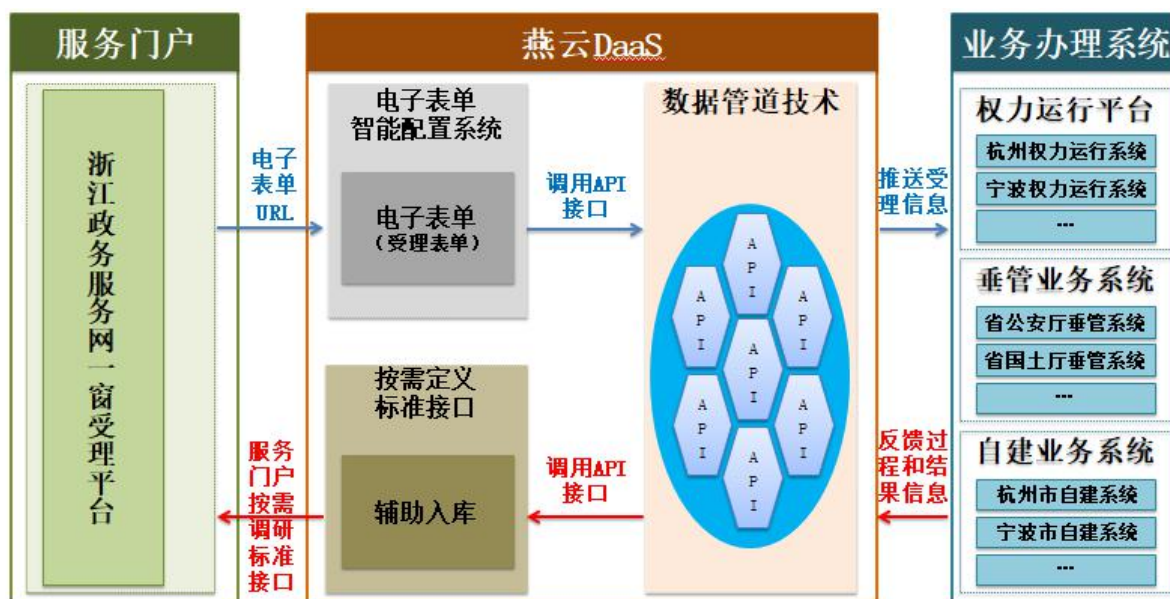 服务门户
浙江政务服务网一窗受理平台
电子
表单
URL
燕云DaaS
电子表单
智能配置系统
电子表单
(受理表单)
调用API
接口
数据管道技术
API
API
API
API
API
API
API
按需定义
标准接口
辅助入库
调用API
接口
服务
门户
按需
调研
标准
接口
推送受
理信息
反馈过
程和结
果信息
业务办理系统
权力运行平台
杭州权力运行系统
宁波权力运行系统
...
垂管业务系统
省公安厅垂管系统
省国土厅垂管系统
...
自建业务系统
杭州市自建系统
宁波市自建系统
...